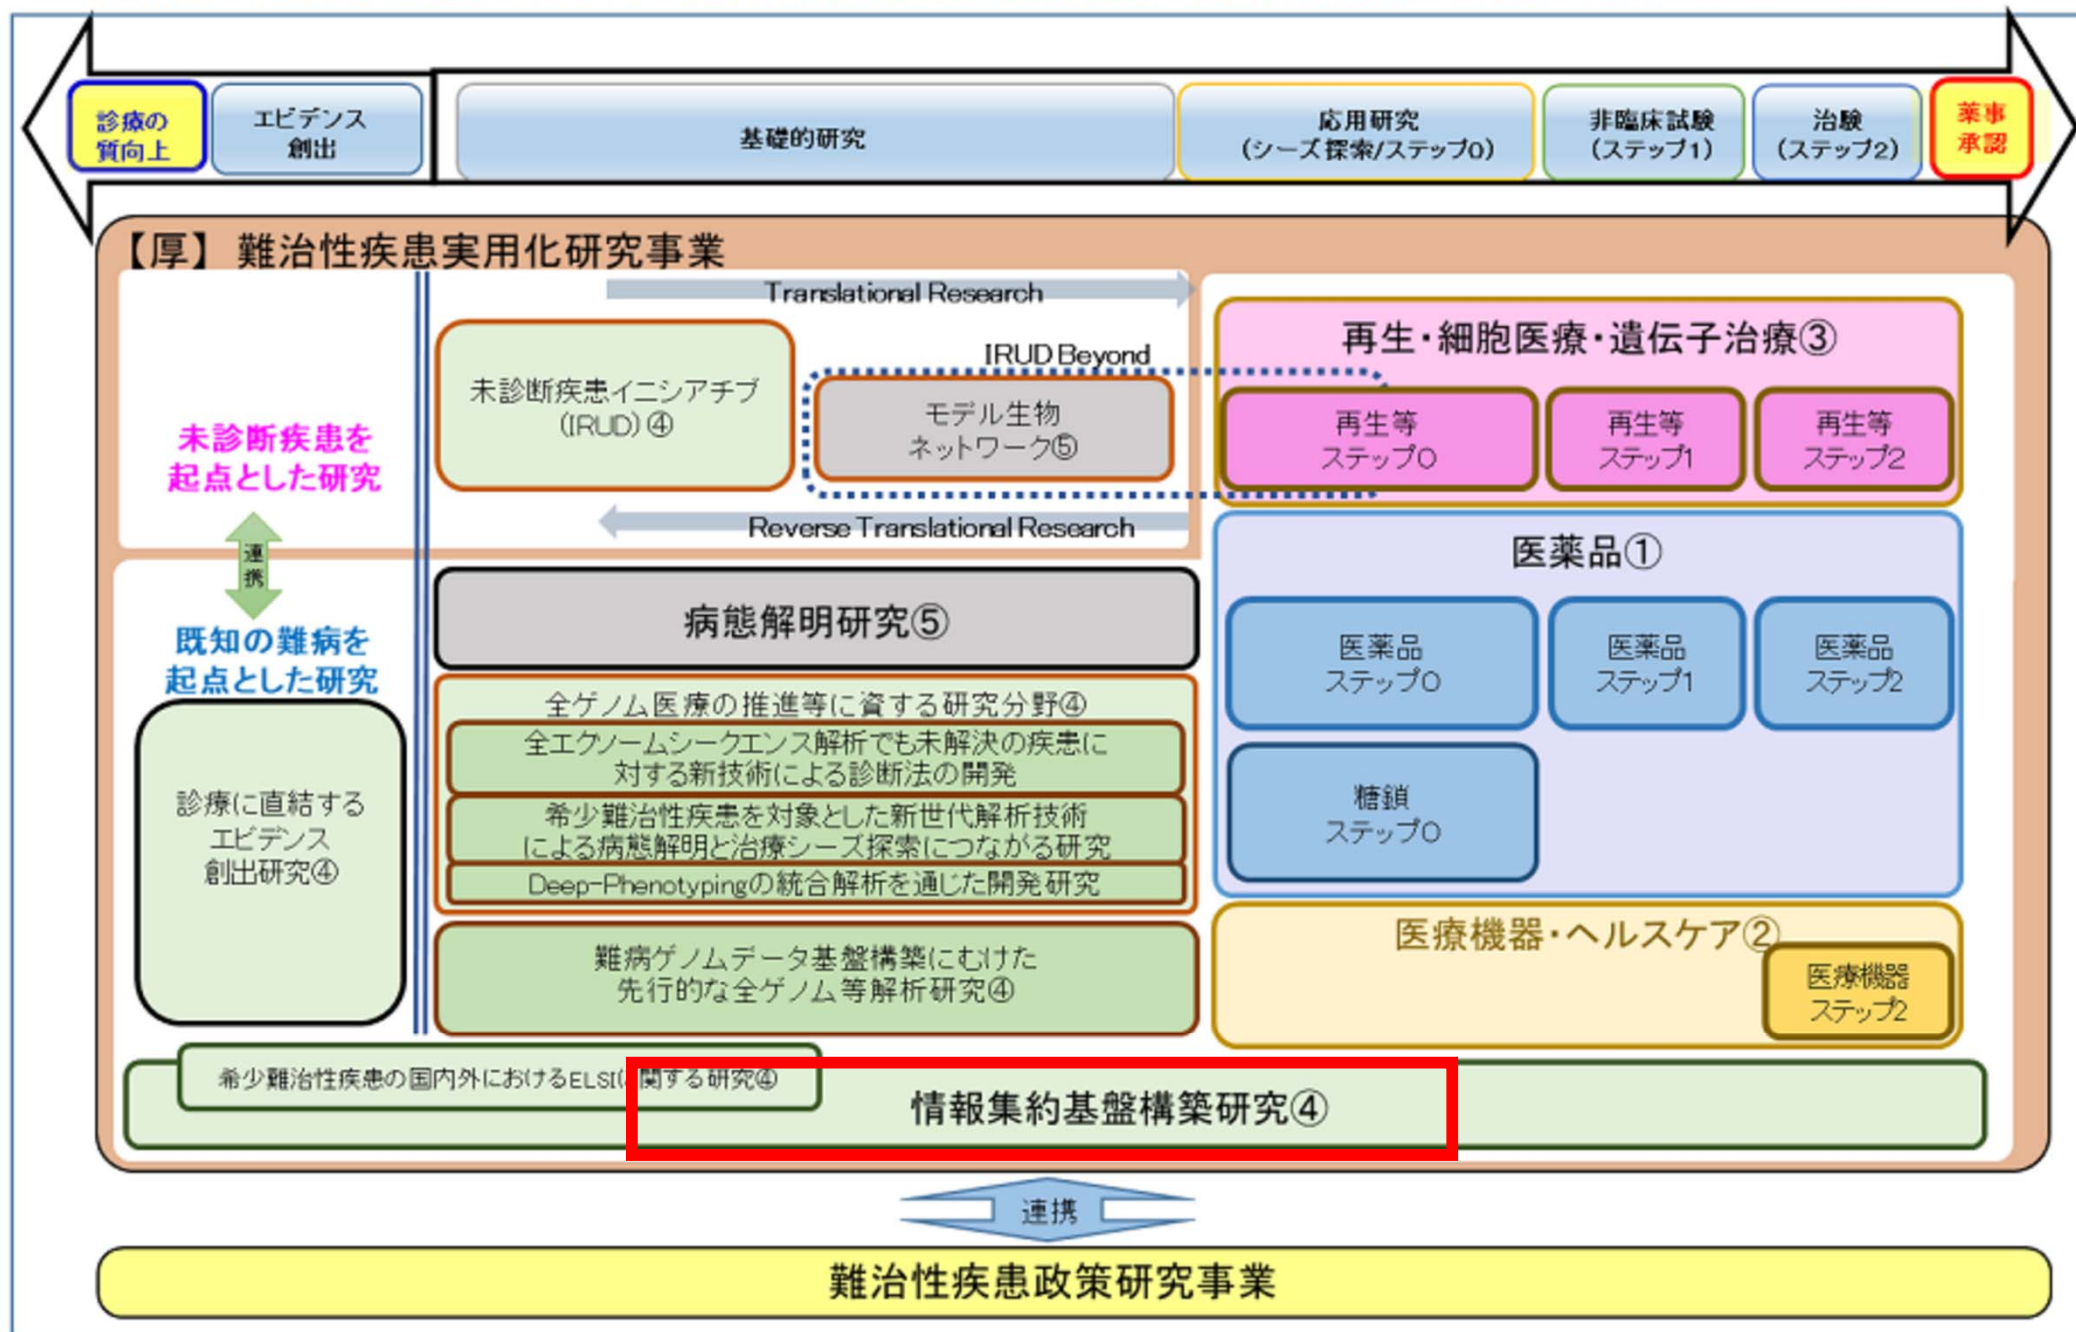 診療の
質向上
エビデンス
創出
基礎的研究
応用研究
(シーズ探索/ステップ0)
非臨床試験
(ステップ1)
治験
(ステップ2)
薬事
承認
【厚】難治性疾患実用化研究事業
Translational Research
未診断疾患を
起点とした研究
未診断疾患イニシアチブ
(IRUD)④
IRUD Beyond
モデル生物
ネットワーク⑤
Reverse Translational Research
再生・細胞医療・遺伝子治療③
再生等
ステップ0
再生等
ステップ1
再生等
ステップ2
連
携
既知の難病を
起点とした研究
診療に直結する
エビデンス
創出研究④
病態解明研究⑤
全ゲノム医療の推進等に資する研究分野④
全エクソームシークエンス解析でも未解決の疾患に
対する新技術による診断法の開発
希少難治性疾患を対象とした新世代解析技術
による病態解明と治療シーズ探索につながる研究
Deep-Phenotypingの統合解析を通じた開発研究
難病ゲノムデータ基盤構築にむけた
先行的な全ゲノム等解析研究④
医薬品①
医薬品
ステップ0
医薬品
ステップ1
医薬品
ステップ2
糖鎖
ステップ0
医療機器・ヘルスケア②
医療機器
ステップ2
希少難治性疾患の国内外におけるELSIに関する研究④
情報集約基盤構築研究④
連携
難治性疾患政策研究事業